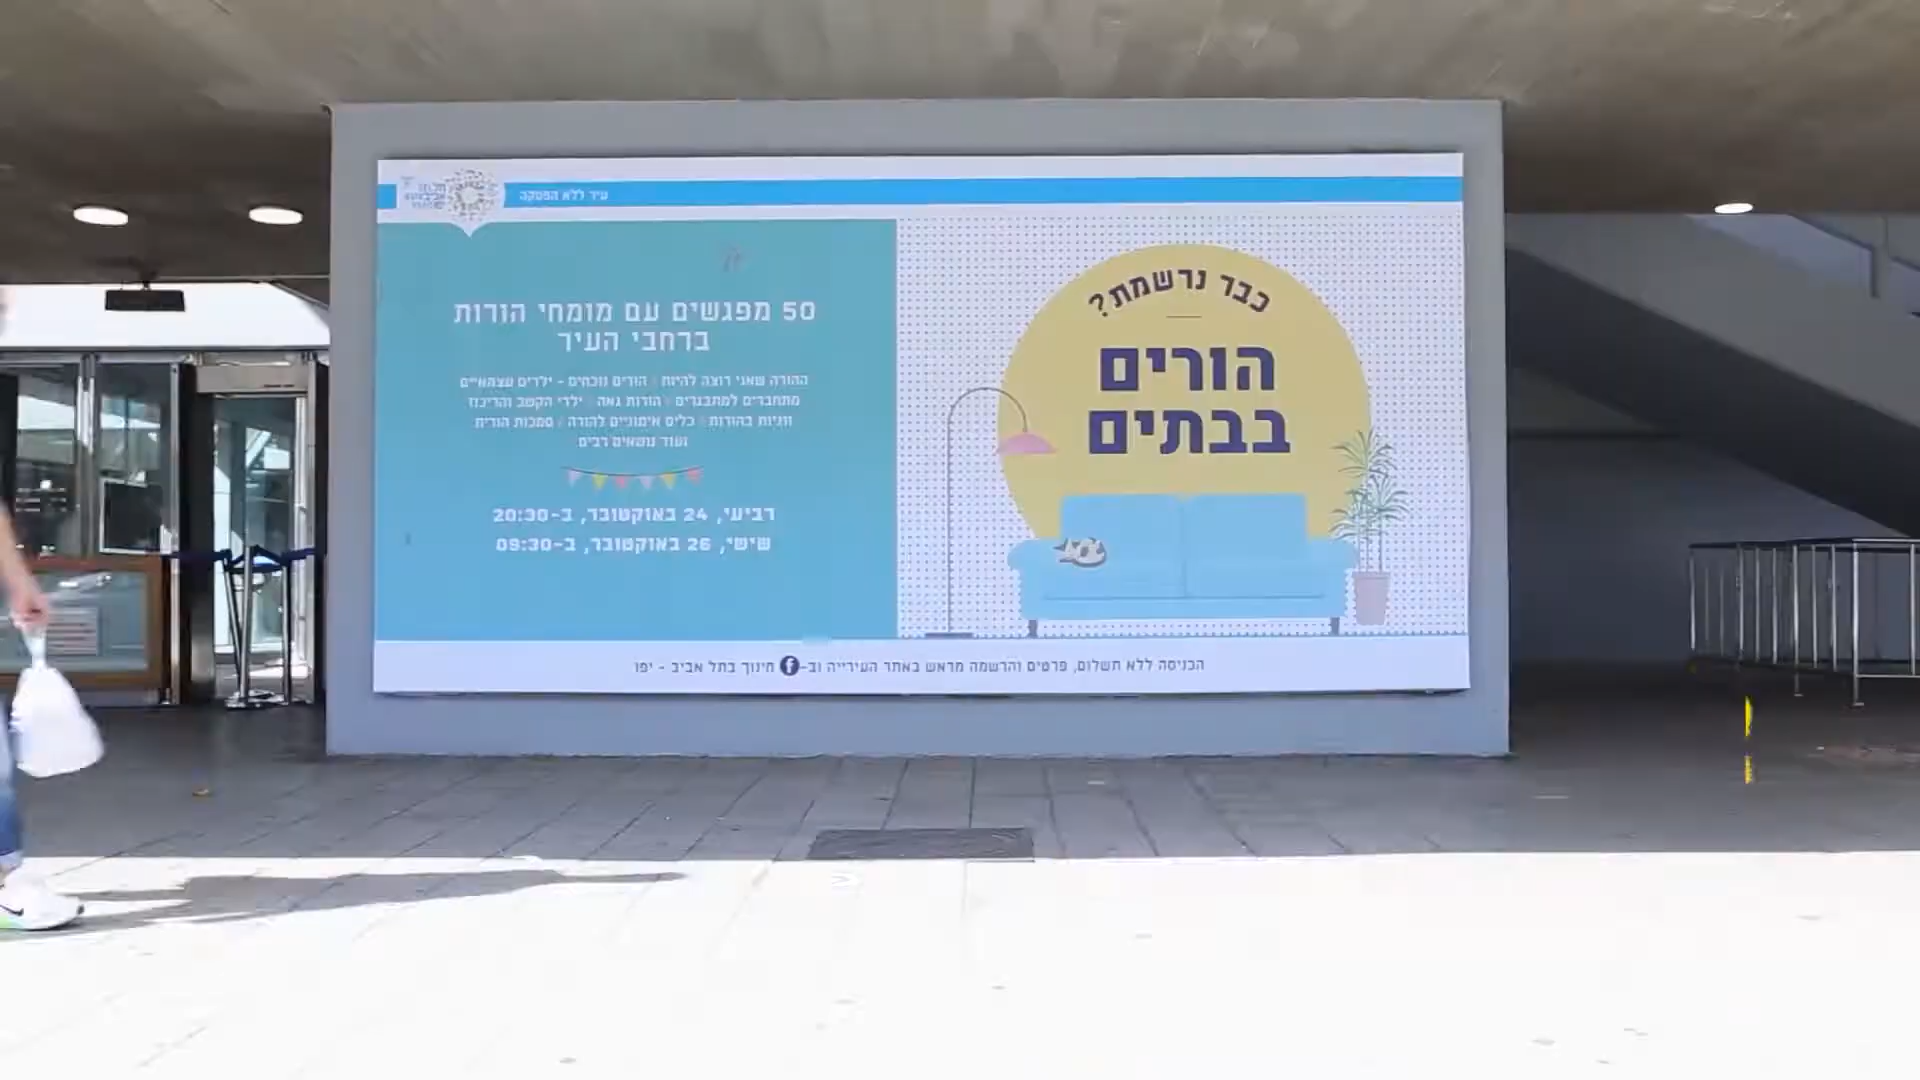 עיר ללא הפסקה
כבר נרשמת?
הורים
בבתים
50 מפגשים עם מומחי הורות
ברחבי העיר
ההורה שאני רוצה להיות / הורים נוכחים - ילדים עצמאיים
מתחברים למתבגרים / הורות גאה / ילדי הקשב והריכוז
זוגיות בהורות / כלים אימוניים להורה / סמכות הורית
ועוד נושאים רבים
רביעי, 24 באוקטובר, ב-20:30
שישי, 26 באוקטובר, ב-09:30
הכניסה ללא תשלום, פרטים והרשמה מראש באתר העירייה וב-f חינוך בתל אביב - יפו